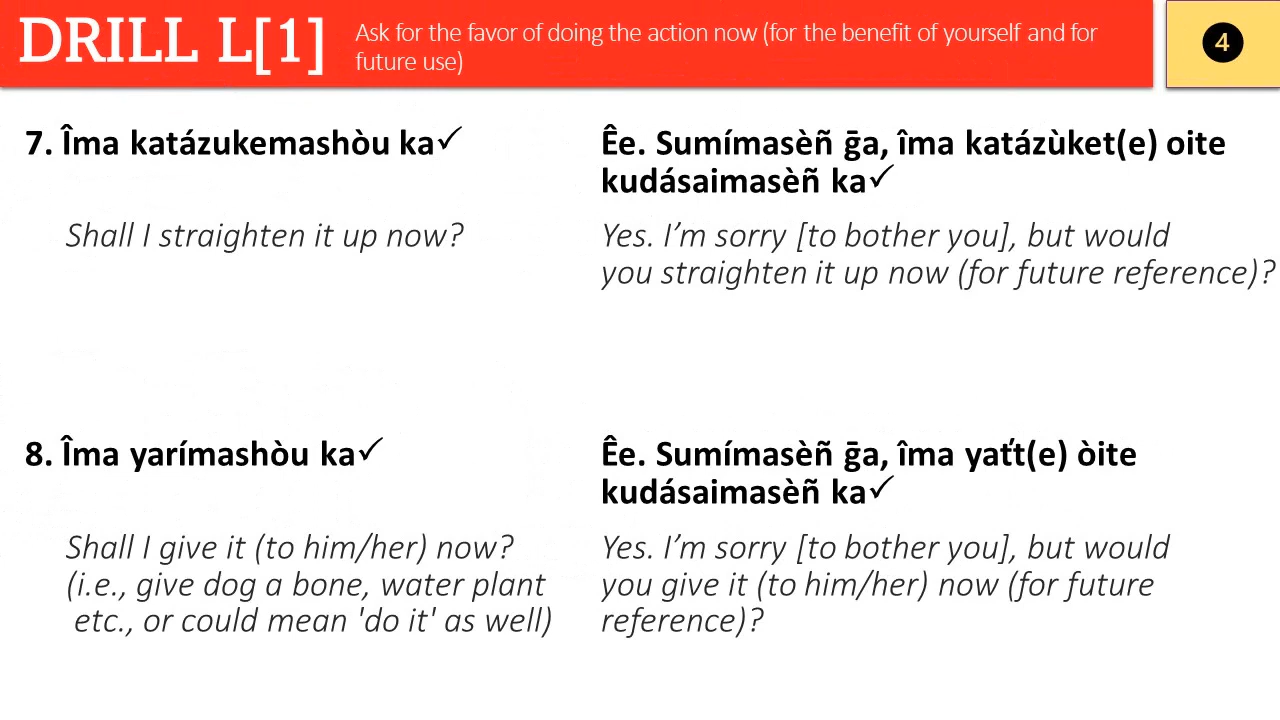 DRILL L[1]
Ask for the favor of doing the action now (for the benefit of yourself and for
future use)
4
7. Îma katázukemashòu ka✓
Êe. Sumímasèñ ḡa, îma katázùket(e) oite
kudásaimasèñ ka✓
Shall I straighten it up now?
Yes. I’m sorry [to bother you], but would
you straighten it up now (for future reference)?
8. Îma yarímashòu ka✓
Êe. Sumímasèñ ḡa, îma yat́t(e) òite
kudásaimasèñ ka✓
Shall I give it (to him/her) now?
(i.e., give dog a bone, water plant
etc., or could mean 'do it' as well)
Yes. I’m sorry [to bother you], but would
you give it (to him/her) now (for future
reference)?